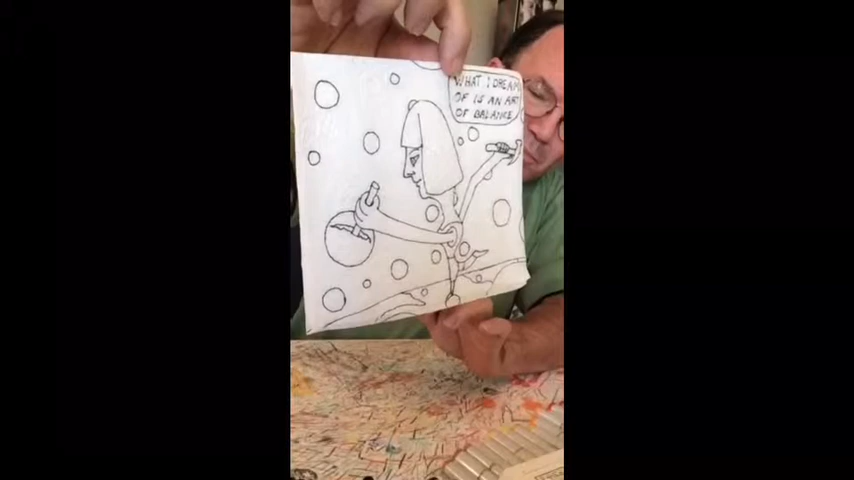 WHAT I DREAM
OF IS AN ART
OF BALANCE